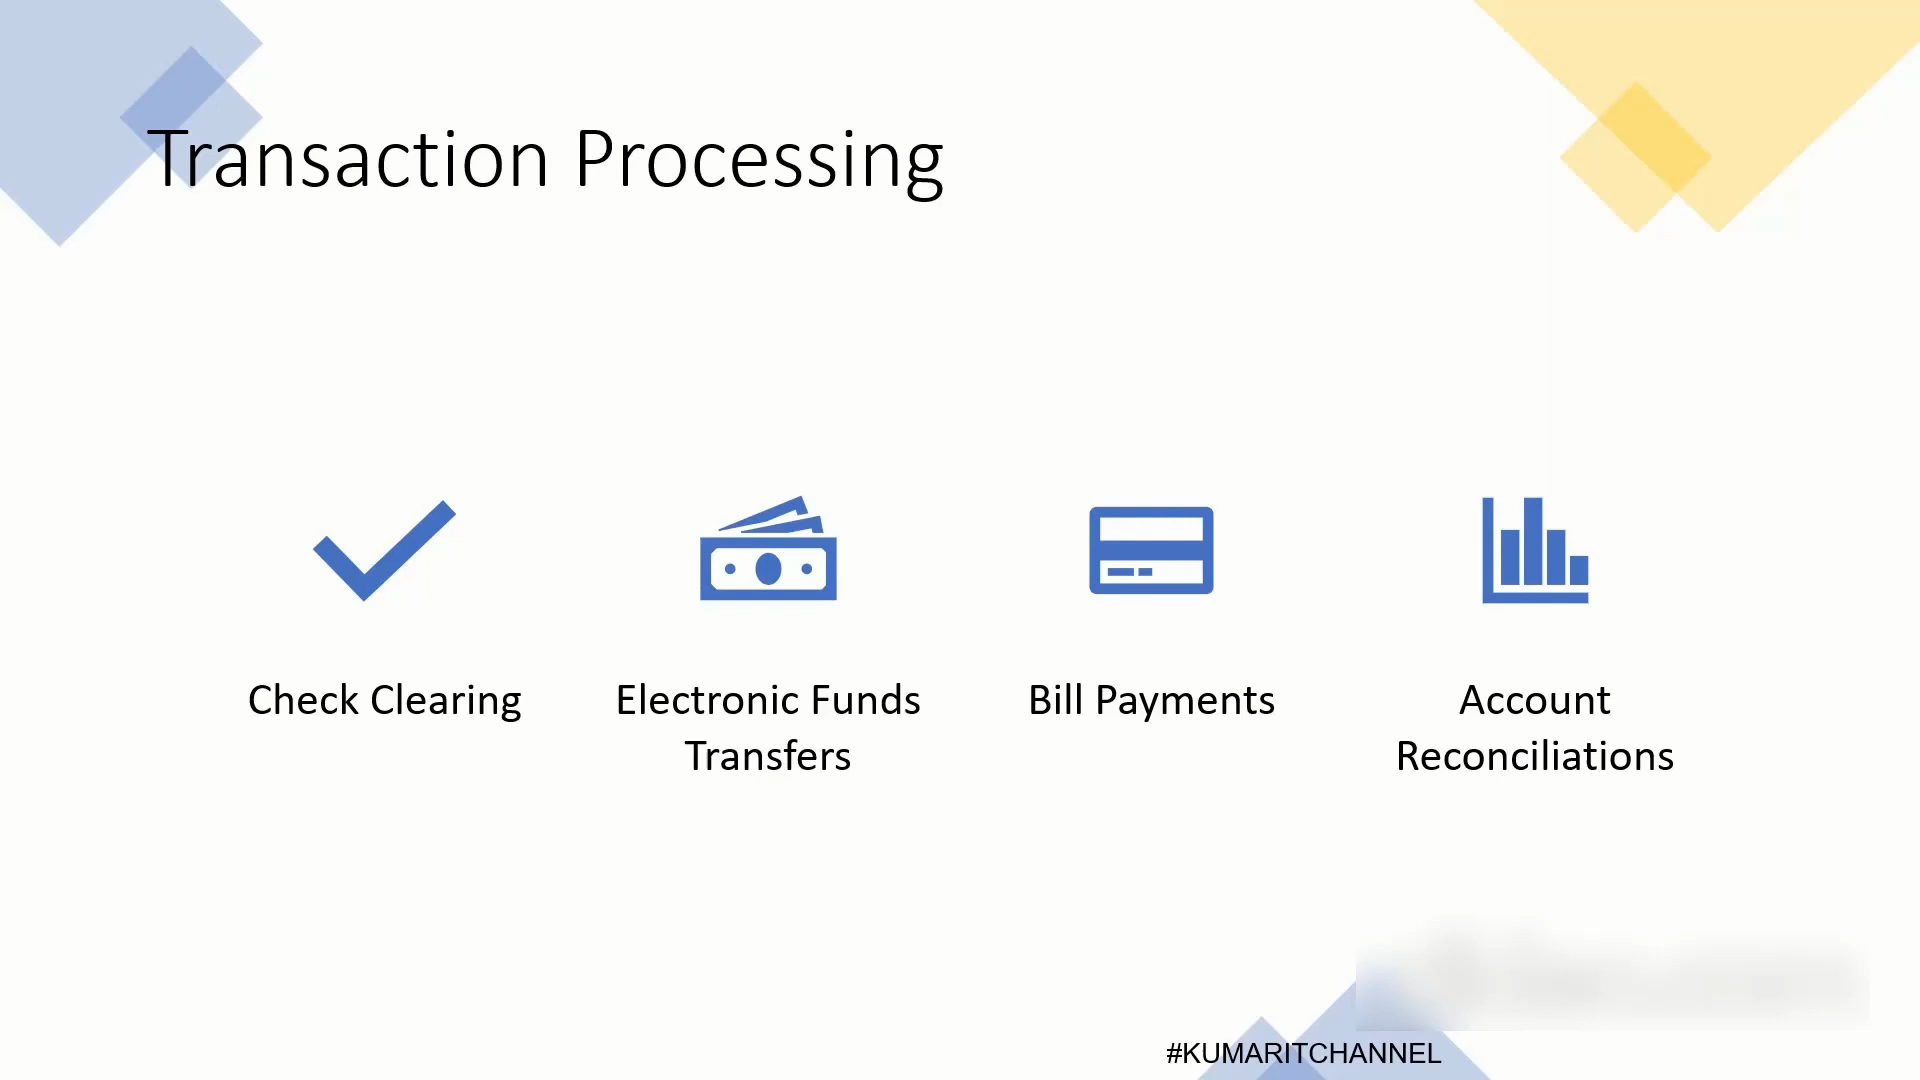 Transaction Processing
Check Clearing
Electronic Funds
Transfers
Bill Payments
Account
Reconciliations
#KUMARITCHANNEL